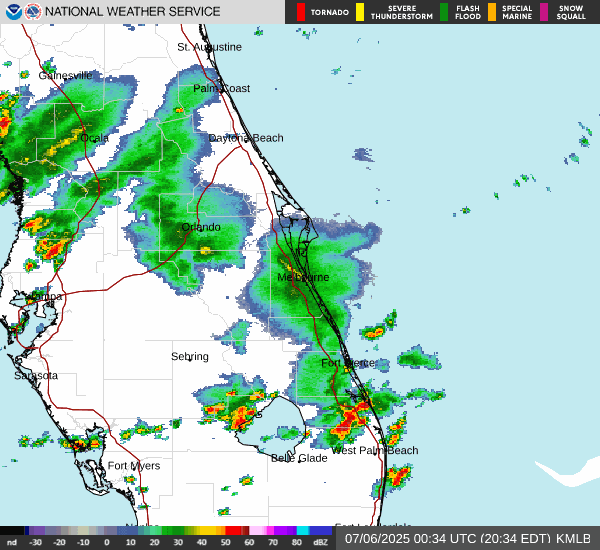 NATIONAL WEATHER SERVICE
TORNADO
SEVERE THUNDERSTORM
FLASH FLOOD
SPECIAL MARINE
SNOW SQUALL
St. Augustine
Gainesville
Palm Coast
Ocala
Daytona Beach
Orlando
Melbourne
Tampa
Sebring
Fort Pierce
Sarasota
West Palm Beach
Belle Glade
Fort Myers
nd -30 -20 -10 0 10 20 30 40 50 60 70 80 dBZ
07/06/2025 00:34 UTC (20:34 EDT) KMLB